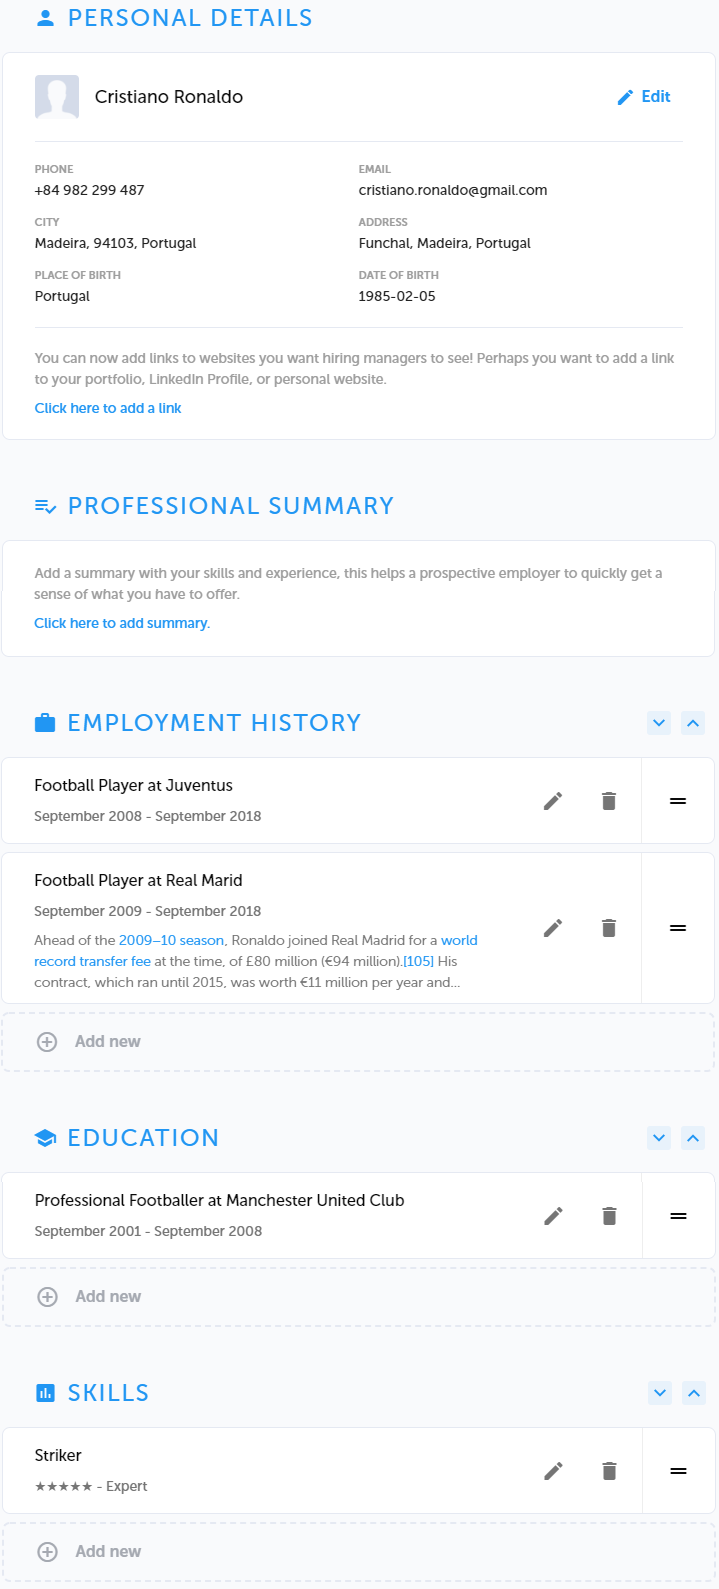 PERSONAL DETAILS
Cristiano Ronaldo
Edit
PHONE
+84 982 299 487
EMAIL
cristiano.ronaldo@gmail.com
CITY
Madeira, 94103, Portugal
ADDRESS
Funchal, Madeira, Portugal
PLACE OF BIRTH
Portugal
DATE OF BIRTH
1985-02-05
You can now add links to websites you want hiring managers to see! Perhaps you want to add a link
to your portfolio, LinkedIn Profile, or personal website.
Click here to add a link
PROFESSIONAL SUMMARY
Add a summary with your skills and experience, this helps a prospective employer to quickly get a
sense of what you have to offer.
Click here to add summary.
EMPLOYMENT HISTORY
Football Player at Juventus
September 2008 - September 2018
Football Player at Real Marid
September 2009 - September 2018
Ahead of the 2009–10 season, Ronaldo joined Real Madrid for a world
record transfer fee at the time, of £80 million (€94 million).[105] His
contract, which ran until 2015, was worth €11 million per year and...
Add new
EDUCATION
Professional Footballer at Manchester United Club
September 2001 - September 2008
Add new
SKILLS
Striker
★★★★★ - Expert
Add new